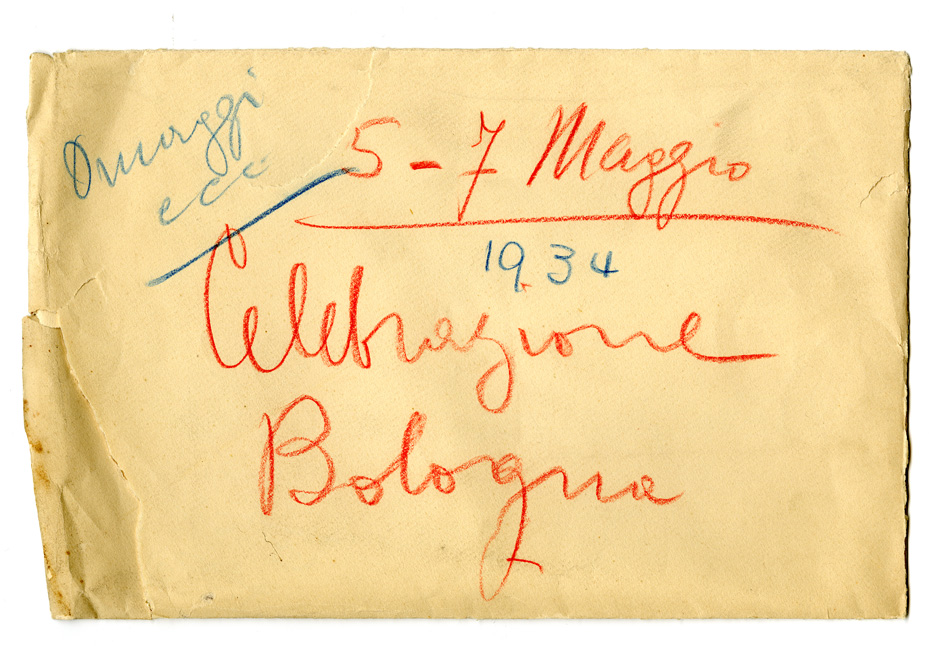 Omaggi
ecc
5-7 Maggio
1934
Celebrazione
Bologna